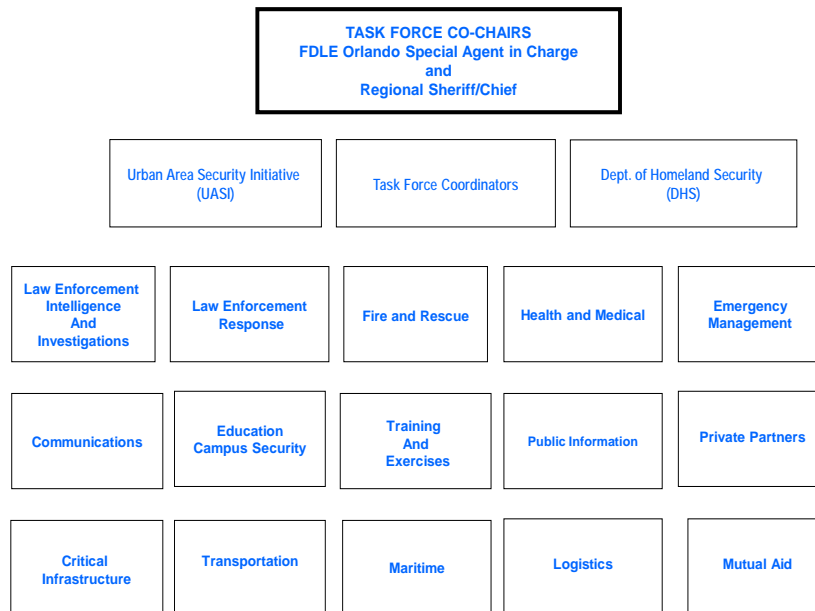 TASK FORCE CO-CHAIRS
FDLE Orlando Special Agent in Charge
and
Regional Sheriff/Chief
Urban Area Security Initiative
(UASI)
Task Force Coordinators
Dept. of Homeland Security
(DHS)
Law Enforcement
Intelligence
And
Investigations
Law Enforcement
Response
Fire and Rescue
Health and Medical
Emergency
Management
Communications
Education
Campus Security
Training
And
Exercises
Public Information
Private Partners
Critical
Infrastructure
Transportation
Maritime
Logistics
Mutual Aid